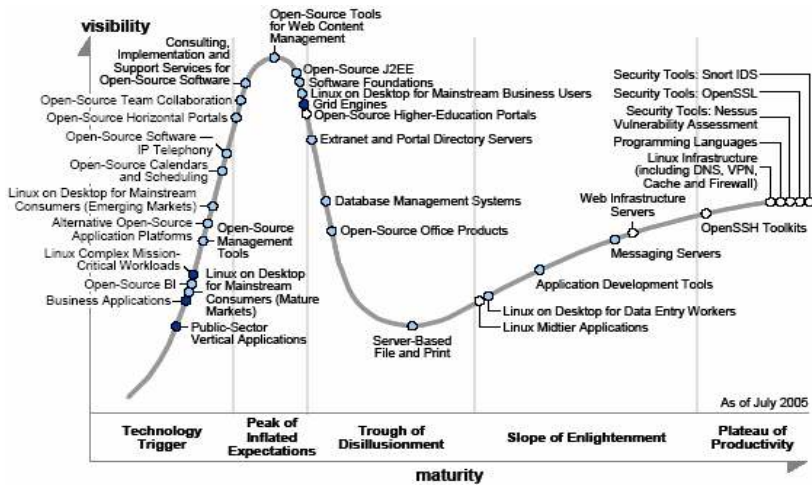 visibility
Open-Source Tools
for Web Content
Management
Consulting,
Implementation and
Support Services for
Open-Source Software
Open-Source Team Collaboration
Open-Source Horizontal Portals
Open-Source Software
IP Telephony
Open-Source Calendars
and Scheduling
Linux on Desktop for Mainstream
Consumers (Emerging Markets)
Alternative Open-Source
Application Platforms
Open-Source
Management
Tools
Linux Complex Mission-
Critical Workloads
Open-Source BI
Business Applications
Linux on Desktop
for Mainstream
Consumers (Mature
Markets)
Public-Sector
Vertical Applications
Open-Source J2EE
Software Foundations
Linux on Desktop for Mainstream Business Users
Grid Engines
Open-Source Higher-Education Portals
Extranet and Portal Directory Servers
Database Management Systems
Open-Source Office Products
Server-Based
File and Print
Linux Midtier Applications
Linux on Desktop for Data Entry Workers
Application Development Tools
Messaging Servers
Web Infrastructure
Servers
OpenSSH Toolkits
Linux Infrastructure
(including DNS, VPN,
Cache and Firewall)
Programming Languages
Security Tools: Nessus
Vulnerability Assessment
Security Tools: OpenSSL
Security Tools: Snort IDS
As of July 2005
Technology
Trigger
Peak of
Inflated
Expectations
Trough of
Disillusionment
Slope of Enlightenment
Plateau of
Productivity
maturity